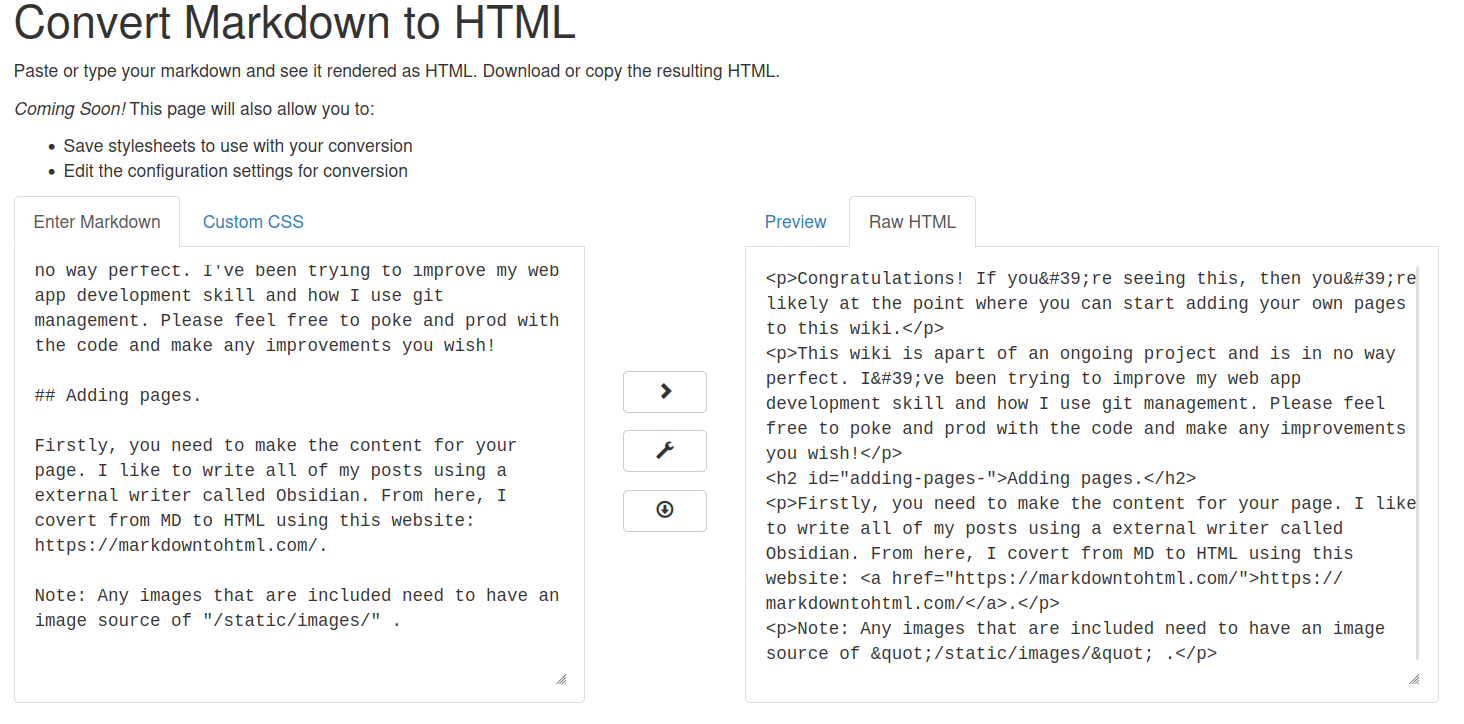 Convert Markdown to HTML
Paste or type your markdown and see it rendered as HTML. Download or copy the resulting HTML.
Coming Soon! This page will also allow you to:
• Save stylesheets to use with your conversion
• Edit the configuration settings for conversion
Enter Markdown
Custom CSS
no way perfect. I've been trying to improve my web
app development skill and how I use git
management. Please feel free to poke and prod with
the code and make any improvements you wish!
## Adding pages.
Firstly, you need to make the content for your
page. I like to write all of my posts using a
external writer called Obsidian. From here, I
covert from MD to HTML using this website:
https://markdowntohtml.com/.
Note: Any images that are included need to have an
image source of "/static/images/" .
Preview
Raw HTML
<p>Congratulations! If you&#39;re seeing this, then you&#39;re
likely at the point where you can start adding your own pages
to this wiki.</p>
<p>This wiki is apart of an ongoing project and is in no way
perfect. I&#39;ve been trying to improve my web app
development skill and how I use git management. Please feel
free to poke and prod with the code and make any improvements
you wish!</p>
<h2 id="adding-pages-">Adding pages.</h2>
<p>Firstly, you need to make the content for your page. I like
to write all of my posts using a external writer called
Obsidian. From here, I covert from MD to HTML using this
website: <a href="https://markdowntohtml.com/">https://
markdowntohtml.com/</a>.</p>
<p>Note: Any images that are included need to have an image
source of &quot;/static/images/&quot; .</p>